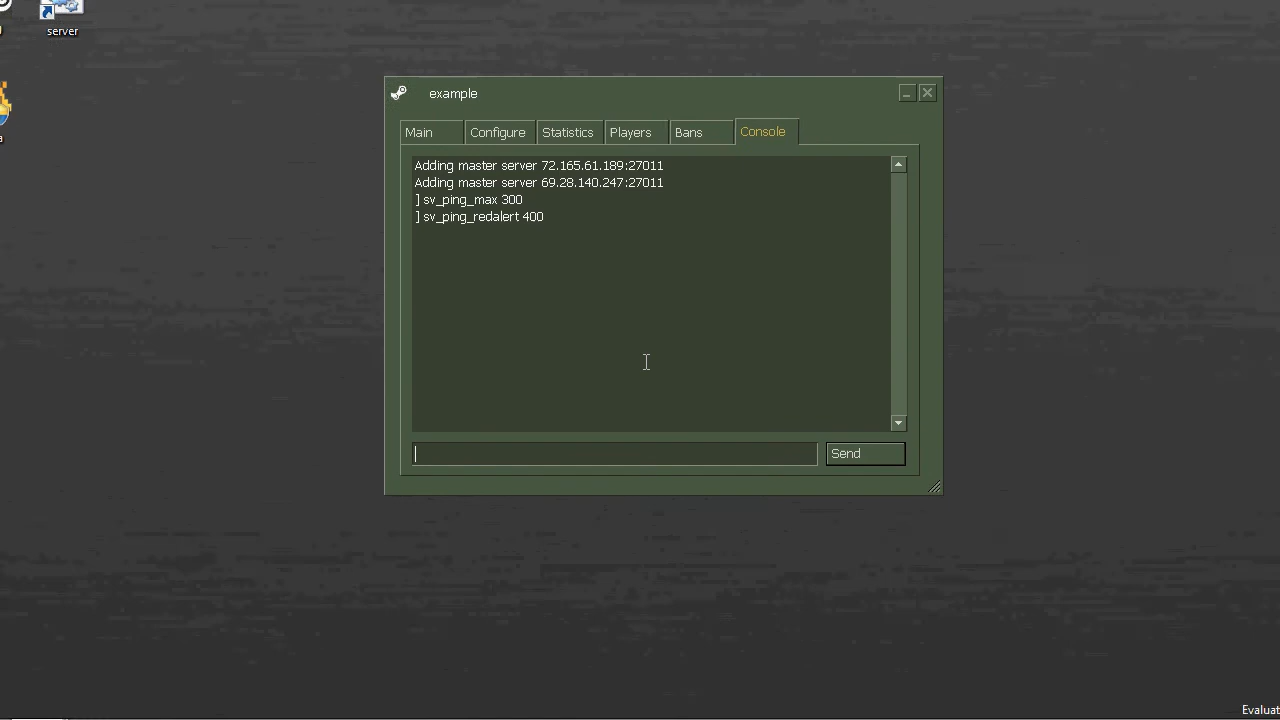 server
example
Main Configure Statistics Players Bans Console
Adding master server 72.165.61.189:27011
Adding master server 69.28.140.247:27011
] sv_ping_max 300
] sv_ping_redalert 400
Send
Evaluat